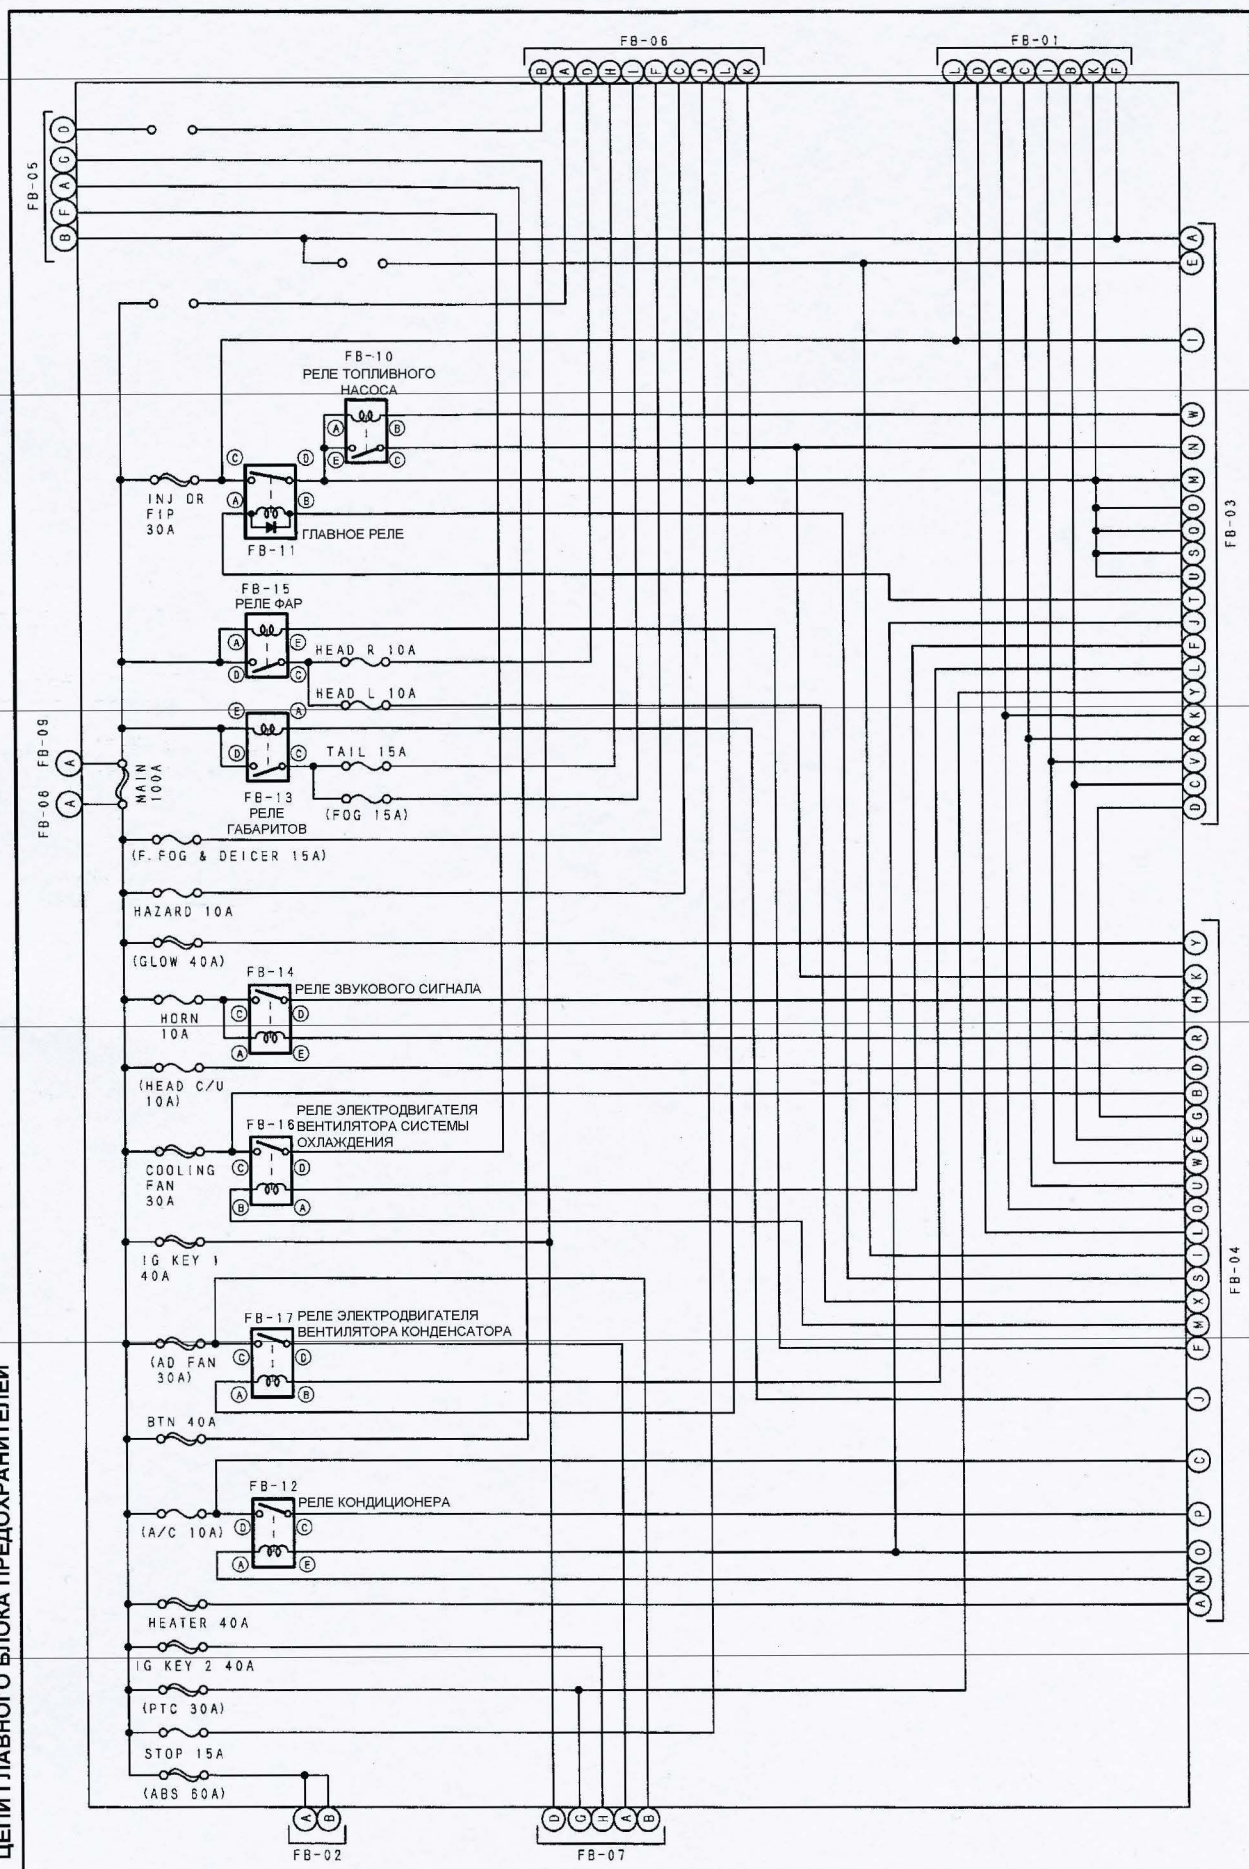 ЦЕПИ ГЛАВНОГО БЛОКА ПРЕДОХРАНИТЕЛЕЙ
FB-06
B A D H I F C J L K
FB-01
L D A C I B K F
FB-05
D
G
A
F
B
A
E
I
W
N
M
O
Q
S
U
T
J
F
L
Y
K
R
V
C
D
FB-03
FB-10
РЕЛЕ ТОПЛИВНОГО
НАСОСА
A B
E C
C D
A B
INJ OR
FIP
30A
ГЛАВНОЕ РЕЛЕ
FB-11
FB-15
РЕЛЕ ФАР
A E
D C
HEAD R 10A
HEAD L 10A
E A
D C
TAIL 15A
FB-13
РЕЛЕ
ГАБАРИТОВ
(FOG 15A)
FB-09
A
FB-08
A
MAIN
100A
(F.FOG & DEICER 15A)
HAZARD 10A
(GLOW 40A)
FB-14
РЕЛЕ ЗВУКОВОГО СИГНАЛА
HORN
10A
C D
A E
(HEAD C/U
10A)
РЕЛЕ ЭЛЕКТРОДВИГАТЕЛЯ
FB-16 ВЕНТИЛЯТОРА СИСТЕМЫ
ОХЛАЖДЕНИЯ
COOLING
FAN
30A
C D
B A
IG KEY 1
40A
FB-17 РЕЛЕ ЭЛЕКТРОДВИГАТЕЛЯ
ВЕНТИЛЯТОРА КОНДЕНСАТОРА
(AD FAN
30A)
C D
A B
BTN 40A
FB-12
РЕЛЕ КОНДИЦИОНЕРА
(A/C 10A)
D C
A E
HEATER 40A
IG KEY 2 40A
(PTC 30A)
STOP 15A
(ABS 60A)
Y
K
H
R
D
B
G
E
W
U
Q
L
I
S
X
M
F
J
C
P
O
N
A
FB-04
A B
FB-02
D G H A B
FB-07